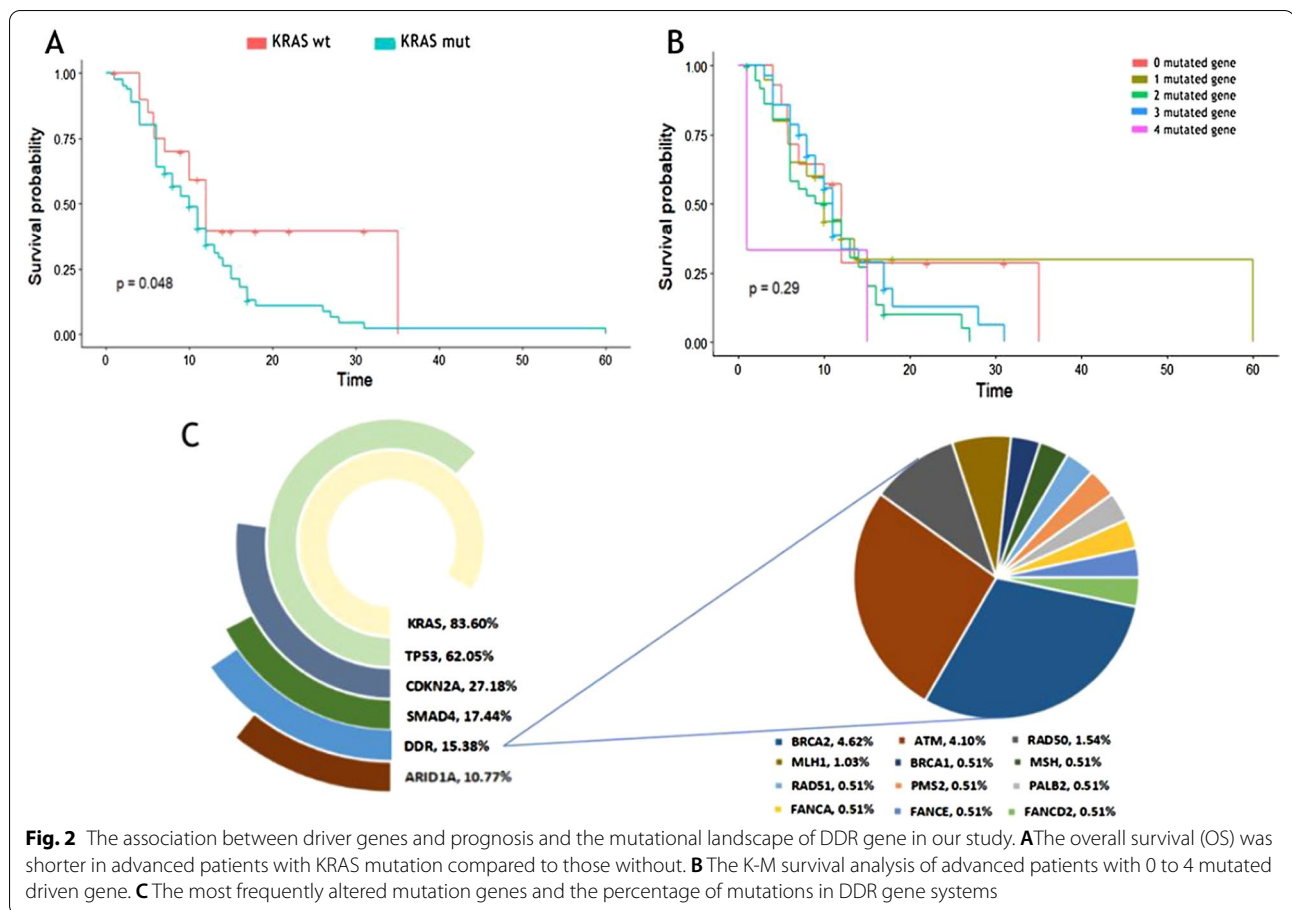 A
KRAS wt
KRAS mut
Survival probability
1.00
0.75
0.50
0.25
0.00
p = 0.048
0
10
20
30
40
50
60
Time
B
0 mutated gene
1 mutated gene
2 mutated gene
3 mutated gene
4 mutated gene
Survival probability
1.00
0.75
0.50
0.25
0.00
p = 0.29
0
10
20
30
40
50
60
Time
C
KRAS, 83.60%
TP53, 62.05%
CDKN2A, 27.18%
SMAD4, 17.44%
DDR, 15.38%
ARID1A, 10.77%
BRCA2, 4.62%
ATM, 4.10%
RAD50, 1.54%
MLH1, 1.03%
BRCA1, 0.51%
MSH, 0.51%
RAD51, 0.51%
PMS2, 0.51%
PALB2, 0.51%
FANCA, 0.51%
FANCE, 0.51%
FANCD2, 0.51%
Fig. 2 The association between driver genes and prognosis and the mutational landscape of DDR gene in our study. AThe overall survival (OS) was
shorter in advanced patients with KRAS mutation compared to those without. B The K-M survival analysis of advanced patients with 0 to 4 mutated
driven gene. C The most frequently altered mutation genes and the percentage of mutations in DDR gene systems